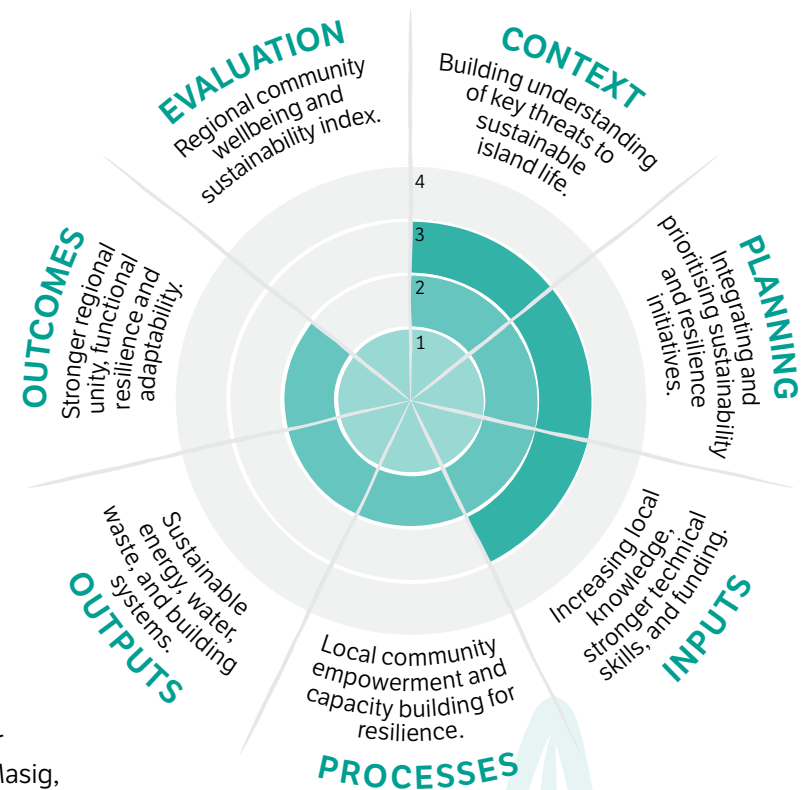 CONTEXT
Building understanding
of key threats to
sustainable
island life.
PLANNING
Integrating and
prioritising sustainability
and resilience
initiatives.
INPUTS
Increasing local
knowledge,
stronger technical
skills, and funding.
PROCESSES
Local community
empowerment and
capacity building for
resilience.
OUTPUTS
Sustainable
energy, water,
waste, and building
systems.
OUTCOMES
Stronger regional
unity, functional
resilience and
adaptability.
EVALUATION
Regional community
wellbeing and
sustainability index.
4
3
2
1